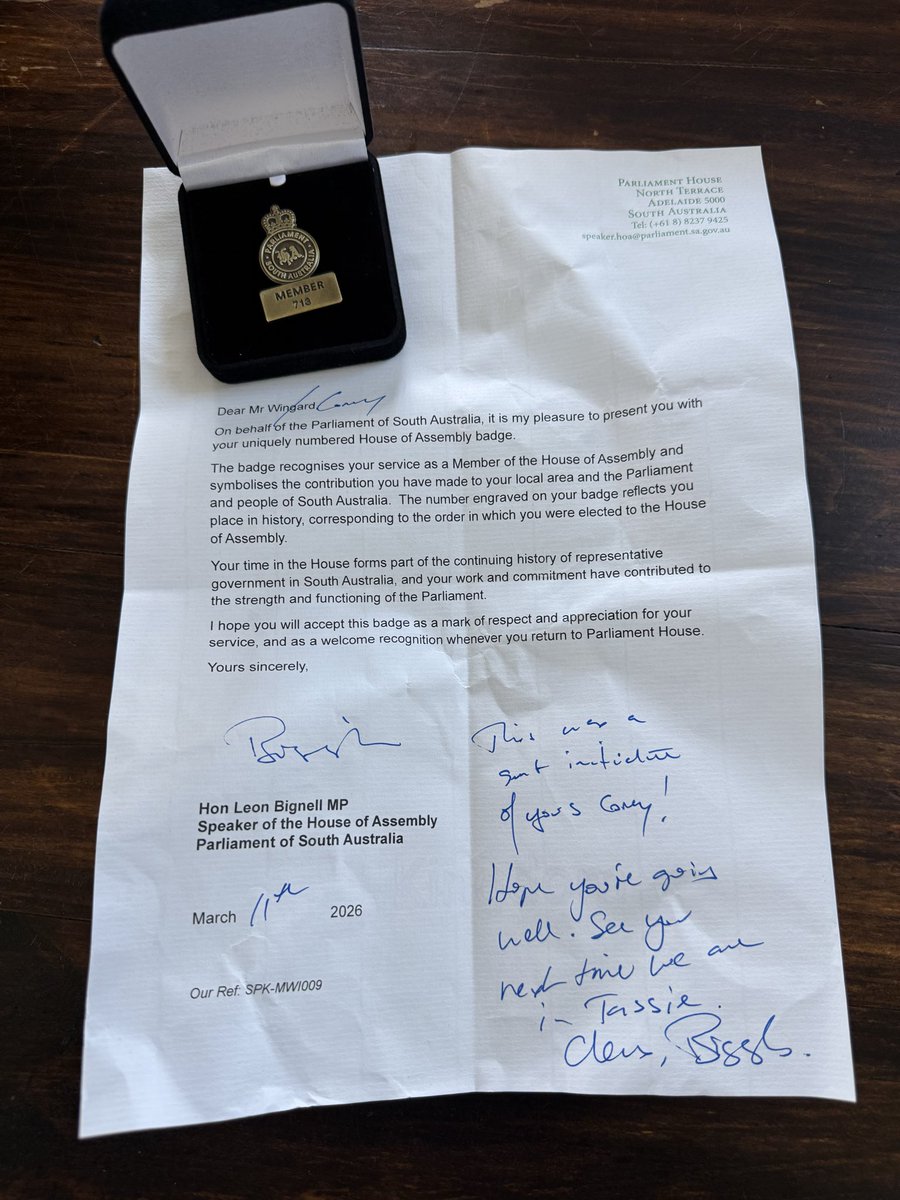 PARLIAMENT
SOUTH AUSTRALIA
MEMBER
713
PARLIAMENT HOUSE
NORTH TERRACE
ADELAIDE 5000
SOUTH AUSTRALIA
Tel: (+61 8) 8237 9425
speaker.hoa@parliament.sa.gov.au
Dear Mr Wingard Corey
On behalf of the Parliament of South Australia, it is my pleasure to present you with
your uniquely numbered House of Assembly badge.
The badge recognises your service as a Member of the House of Assembly and
symbolises the contribution you have made to your local area and the Parliament
and people of South Australia. The number engraved on your badge reflects you
place in history, corresponding to the order in which you were elected to the House
of Assembly.
Your time in the House forms part of the continuing history of representative
government in South Australia, and your work and commitment have contributed to
the strength and functioning of the Parliament.
I hope you will accept this badge as a mark of respect and appreciation for your
service, and as a welcome recognition whenever you return to Parliament House.
Yours sincerely,
Hon Leon Bignell MP
Speaker of the House of Assembly
Parliament of South Australia
March 11th 2026
Our Ref: SPK-MWI009
This was a
great initiative
of yours Corey!
Hope you're going
well. See you
next time we are
in Tassie.
Cheers, Biggles.